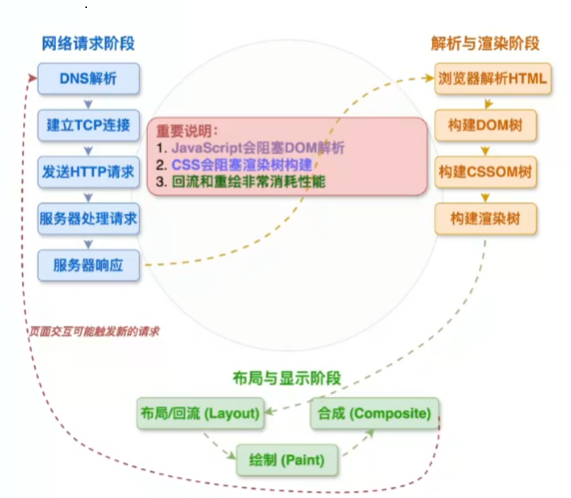 网络请求阶段
DNS解析
建立TCP连接
发送HTTP请求
服务器处理请求
服务器响应
重要说明：
1. JavaScript会阻塞DOM解析
2. CSS会阻塞渲染树构建
3. 回流和重绘非常消耗性能
解析与渲染阶段
浏览器解析HTML
构建DOM树
构建CSSOM树
构建渲染树
页面交互可能触发新的请求
布局与显示阶段
布局/回流 (Layout)
合成 (Composite)
绘制 (Paint)